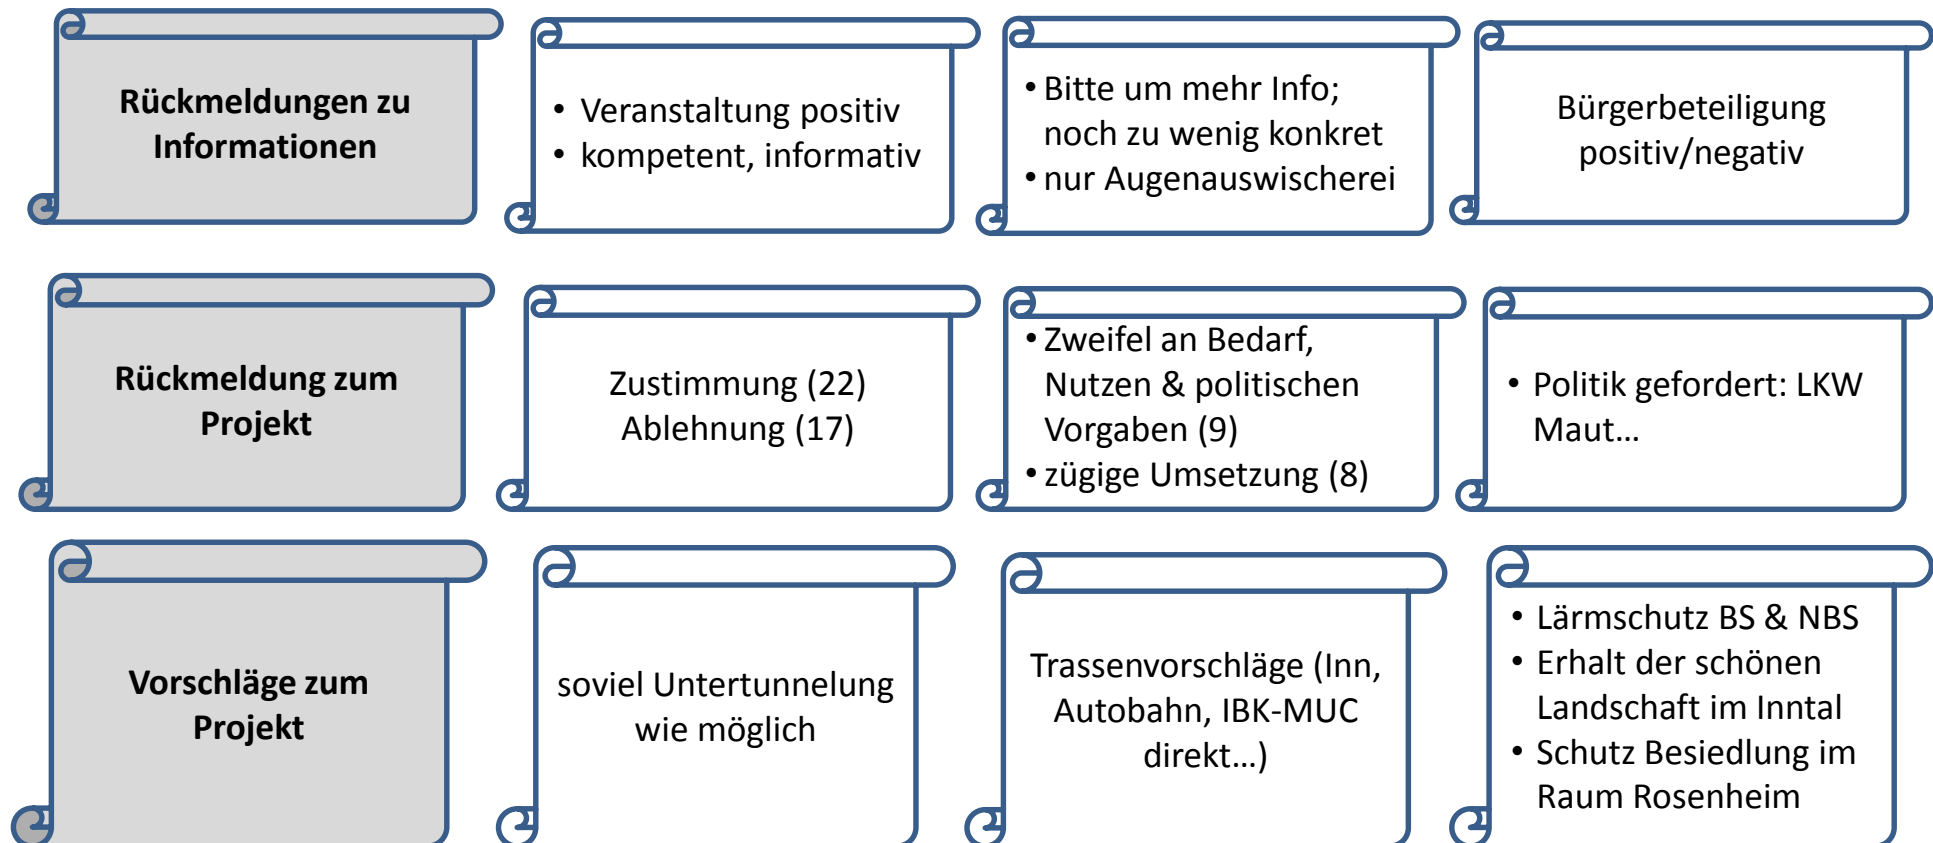 Rückmeldungen zu
Informationen
• Veranstaltung positiv
• kompetent, informativ
• Bitte um mehr Info;
noch zu wenig konkret
• nur Augenauswischerei
Bürgerbeteiligung
positiv/negativ
Rückmeldung zum
Projekt
Zustimmung (22)
Ablehnung (17)
• Zweifel an Bedarf,
Nutzen & politischen
Vorgaben (9)
• zügige Umsetzung (8)
• Politik gefordert: LKW
Maut…
Vorschläge zum
Projekt
soviel Untertunnelung
wie möglich
Trassenvorschläge (Inn,
Autobahn, IBK-MUC
direkt…)
• Lärmschutz BS & NBS
• Erhalt der schönen
Landschaft im Inntal
• Schutz Besiedlung im
Raum Rosenheim